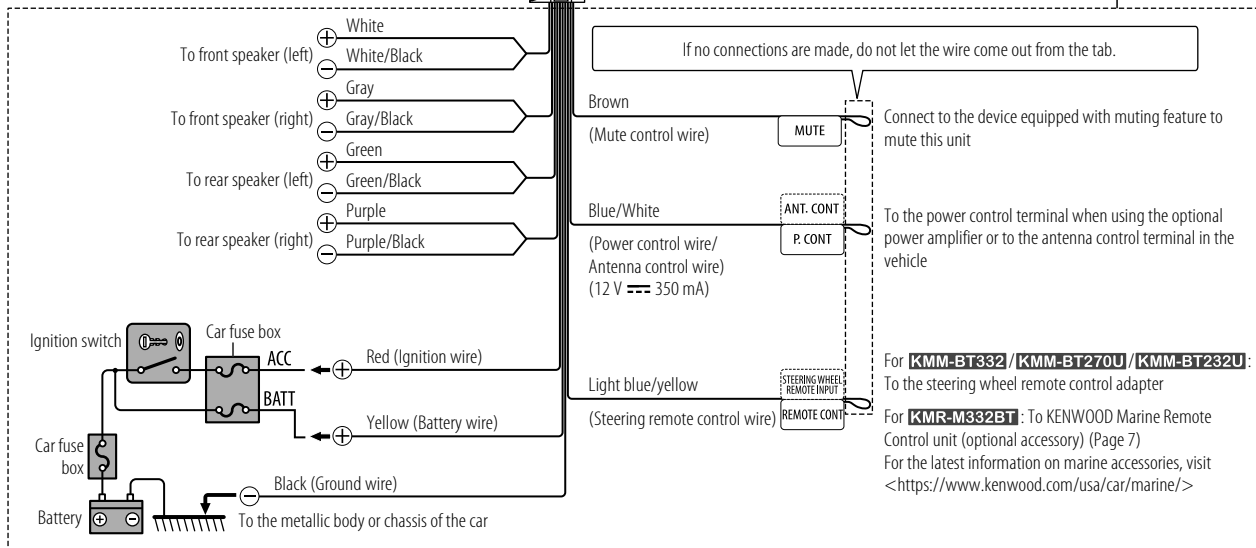 White
To front speaker (left)
White/Black
Gray
To front speaker (right)
Gray/Black
Green
To rear speaker (left)
Green/Black
Purple
To rear speaker (right)
Purple/Black
If no connections are made, do not let the wire come out from the tab.
Brown
(Mute control wire)
MUTE
Connect to the device equipped with muting feature to
mute this unit
Blue/White
(Power control wire/
Antenna control wire)
(12 V ⎓ 350 mA)
ANT. CONT
P. CONT
To the power control terminal when using the optional
power amplifier or to the antenna control terminal in the
vehicle
Ignition switch
Car fuse box
ACC
Red (Ignition wire)
BATT
Yellow (Battery wire)
Car fuse
box
Black (Ground wire)
Battery
To the metallic body or chassis of the car
Light blue/yellow
(Steering remote control wire)
STEERING WHEEL
REMOTE INPUT
REMOTE CONT
For KMM-BT332 / KMM-BT270U / KMM-BT232U :
To the steering wheel remote control adapter
For KMR-M332BT : To KENWOOD Marine Remote
Control unit (optional accessory) (Page 7)
For the latest information on marine accessories, visit
<https://www.kenwood.com/usa/car/marine/>